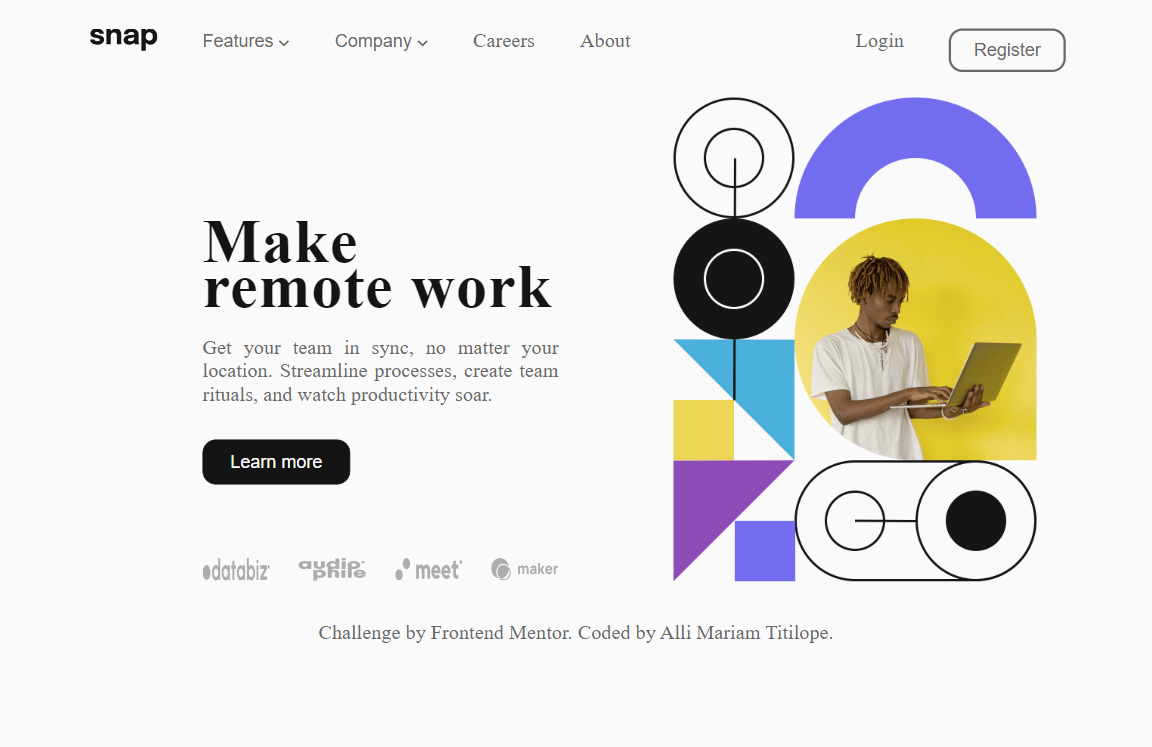 snap Features Company Careers About Login Register
Make
remote work
Get your team in sync, no matter your
location. Streamline processes, create team
rituals, and watch productivity soar.
Learn more
databiz audiophile meet maker
Challenge by Frontend Mentor. Coded by Alli Mariam Titilope.